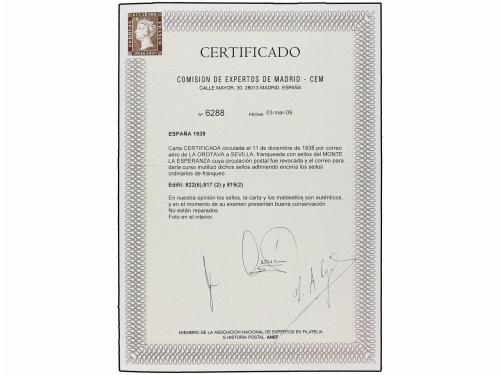 CERTIFICADO
COMISION DE EXPERTOS DE MADRID - CEM
CALLE MAYOR, 30. 28013 MADRID. ESPAÑA
Nº 6288 FECHA 03-mar-09
ESPAÑA 1938
Carta CERTIFICADA circulada el 11 de diciembre de 1938 por correo
aéreo de LA OROTAVA a SEVILLA, franqueada con sellos del MONTE
LA ESPERANZA cuya circulación postal fue revocada y el correo para
darla curso inutilizó dichos sellos adhiriendo encima los sellos
ordinarios de franqueo.
Edifil: 822(6),817 (2) y 819(2)
En nuestra opinión los sellos, la carta y los matasellos son auténticos,
y en el momento de su examen presentan buena conservación.
No están reparados.
Foto en el interior.
MIEMBRO DE LA ASOCIACION NACIONAL DE EXPERTOS EN FILATELIA
E HISTORIA POSTAL. ANEF